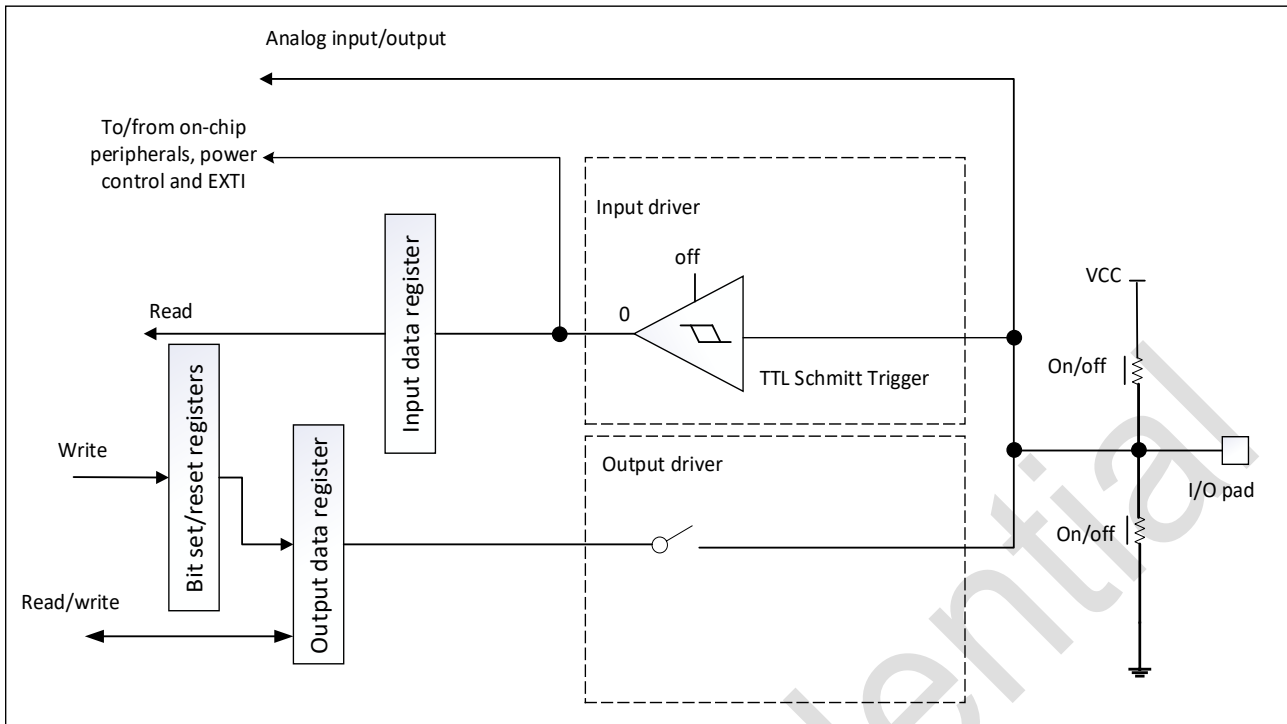 Analog input/output
To/from on-chip
peripherals, power
control and EXTI
Input driver
off
VCC
Read
0
On/off
TTL Schmitt Trigger
Input data register
Bit set/reset registers
Write
Output data register
Output driver
I/O pad
On/off
Read/write
ential